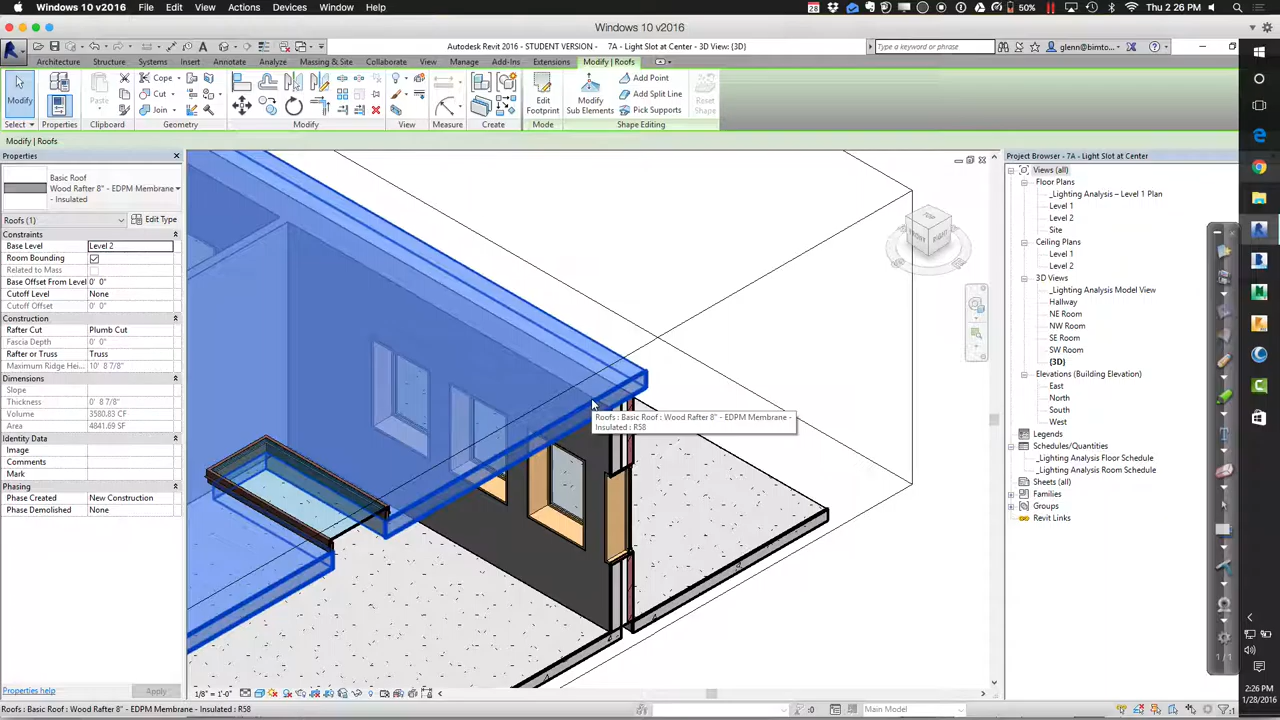 Windows 10 v2016 File Edit View Actions Devices Window Help 28 50% Thu 2:26 PM
Windows 10 v2016
Autodesk Revit 2016 - STUDENT VERSION - 7A - Light Slot at Center - 3D View: {3D} Type a keyword or phrase glenn@bimto...
Architecture Structure Systems Insert Annotate Analyze Massing & Site Collaborate View Manage Add-Ins Extensions Modify | Roofs
Modify Paste Cope Cut Join Edit Footprint Modify Sub Elements Add Point Add Split Line Pick Supports Reset Shape
Select Properties Clipboard Geometry Modify View Measure Create Mode Shape Editing
Modify | Roofs
Properties
Basic Roof
Wood Rafter 8" - EDPM Membrane
- Insulated
Roofs (1) Edit Type
Constraints
Base Level Level 2
Room Bounding
Related to Mass
Base Offset From Level 0' 0"
Cutoff Level None
Cutoff Offset 0' 0"
Construction
Rafter Cut Plumb Cut
Fascia Depth 0' 0"
Rafter or Truss Truss
Maximum Ridge Hei... 10' 8 7/8"
Dimensions
Slope
Thickness 0' 8 7/8"
Volume 3580.83 CF
Area 4841.69 SF
Identity Data
Image
Comments
Mark
Phasing
Phase Created New Construction
Phase Demolished None
Properties help Apply
TOP
FRONT RIGHT
Roofs : Basic Roof : Wood Rafter 8" - EDPM Membrane -
Insulated : R58
Project Browser - 7A - Light Slot at Center
Views (all)
Floor Plans
_Lighting Analysis – Level 1 Plan
Level 1
Level 2
Site
Ceiling Plans
Level 1
Level 2
3D Views
_Lighting Analysis Model View
Hallway
NE Room
NW Room
SE Room
SW Room
{3D}
Elevations (Building Elevation)
East
North
South
West
Legends
Schedules/Quantities
_Lighting Analysis Floor Schedule
_Lighting Analysis Room Schedule
Sheets (all)
Families
Groups
Revit Links
1 / 1
1/8" = 1'-0"
Roofs : Basic Roof : Wood Rafter 8" - EDPM Membrane - Insulated : R58 :0 Main Model :1
2:26 PM
1/28/2016